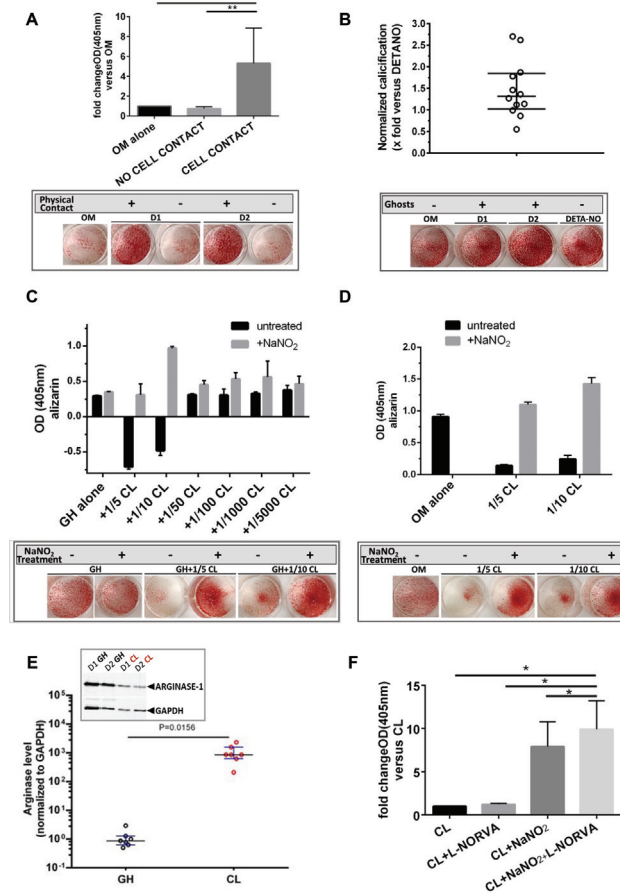 A
fold changeOD(405nm)
versus OM
10
8
6
4
2
0
**
OM alone
NO CELL CONTACT
CELL CONTACT
Physical
Contact
+ - + -
OM D1 D2
B
Normalized calicification
(x fold versus DETANO)
3.0
2.5
2.0
1.5
1.0
0.5
0.0
Ghosts - + + -
OM D1 D2 DETA-NO
C
untreated
+NaNO2
OD (405nm)
alizarin
1.0
0.5
0.0
-0.5
GH alone
+1/5 CL
+1/10 CL
+1/50 CL
+1/100 CL
+1/1000 CL
+1/5000 CL
NaNO2
Treatment
- + - + - +
GH GH+1/5 CL GH+1/10 CL
D
untreated
+NaNO2
OD (405nm)
alizarin
2.0
1.5
1.0
0.5
0.0
OM alone
1/5 CL
1/10 CL
NaNO2
Treatment
- - + - +
OM 1/5 CL 1/10 CL
E
D1 GH
D2 GH
D1 CL
D2 CL
ARGINASE-1
GAPDH
P=0.0156
Arginase level
(normalized to GAPDH)
10^5
10^4
10^3
10^2
10^1
10^0
10^-1
GH CL
F
fold changeOD(405nm)
versus CL
15
10
5
0
*
*
*
CL
CL+L-NORVA
CL+NaNO2
CL+NaNO2+L-NORVA